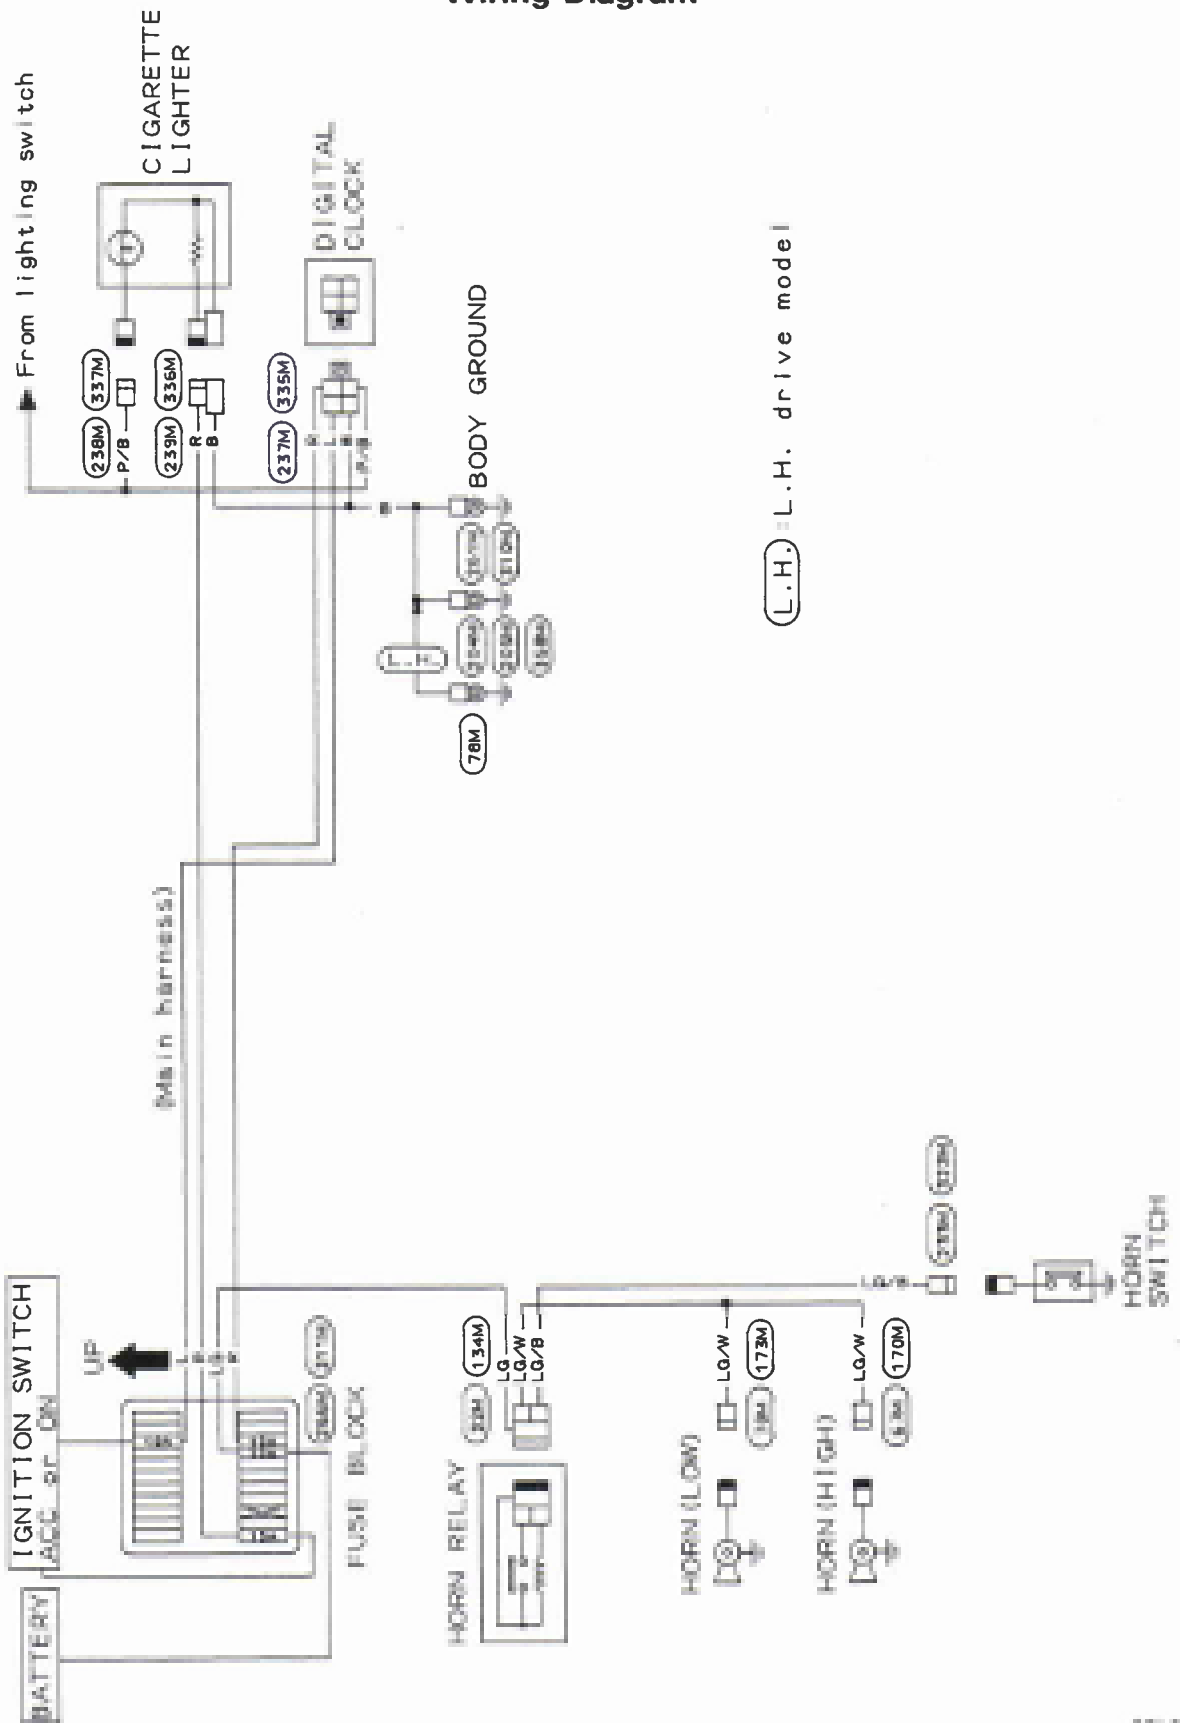 Wiring Diagram
BATTERY
IGNITION SWITCH
ACC or ON
UP
FUSE BLOCK
(Main harness)
From lighting switch
CIGARETTE
LIGHTER
238M
337M
P/B
239M
336M
R
B
DIGITAL
CLOCK
237M
335M
R
L
B
P/B
B
BODY GROUND
L.H.
78M
L
R
LG
R
HORN RELAY
134M
LG
LG/W
LG/B
HORN (LOW)
LG/W
173M
HORN (HIGH)
LG/W
170M
LG/B
HORN
SWITCH
L.H. : L.H. drive model